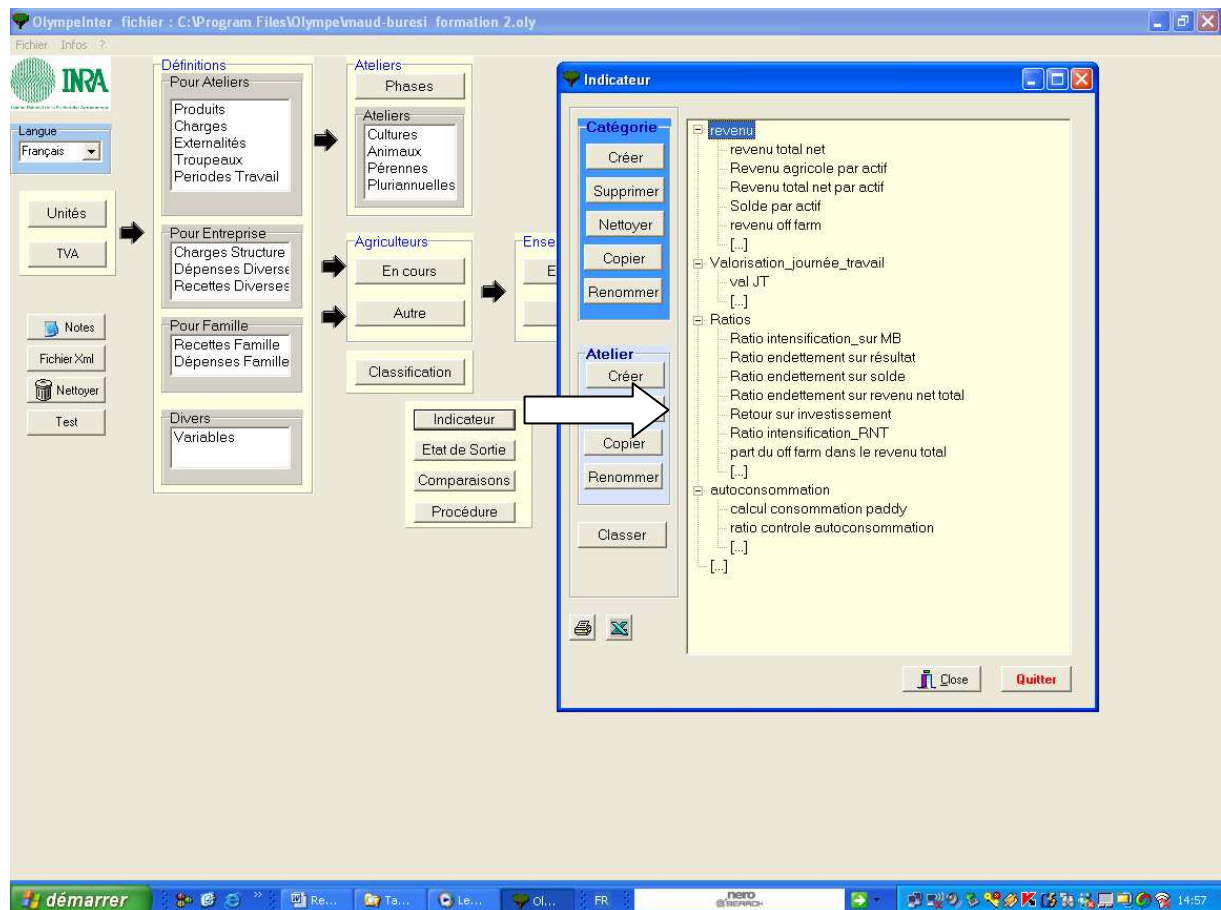 OlympeInter fichier : C:\Program Files\Olympe\maud-buresi formation 2.oly
Fichier Infos ?
INRA
Langue
Français
Unités
TVA
Notes
Fichier Xml
Nettoyer
Test
Définitions
Pour Ateliers
Produits
Charges
Externalités
Troupeaux
Periodes Travail
Pour Entreprise
Charges Structure
Dépenses Diverse
Recettes Diverses
Pour Famille
Recettes Famille
Dépenses Famille
Divers
Variables
Ateliers
Phases
Ateliers
Cultures
Animaux
Pérennes
Pluriannuelles
Agriculteurs
En cours
Autre
Classification
Ense
E
Indicateur
Etat de Sortie
Comparaisons
Procédure
Indicateur
Catégorie
Créer
Supprimer
Nettoyer
Copier
Renommer
Atelier
Créer
Copier
Renommer
Classer
revenu
revenu total net
Revenu agricole par actif
Revenu total net par actif
Solde par actif
revenu off farm
[...]
Valorisation_journée_travail
val JT
[...]
Ratios
Ratio intensification_sur MB
Ratio endettement sur résultat
Ratio endettement sur solde
Ratio endettement sur revenu net total
Retour sur investissement
Ratio intensification_RNT
part du off farm dans le revenu total
[...]
autoconsommation
calcul consommation paddy
ratio controle autoconsommation
[...]
[...]
Close
Quitter
démarrer
Re...
Ta...
Le...
Ol...
FR
nero
SEARCH
14:57